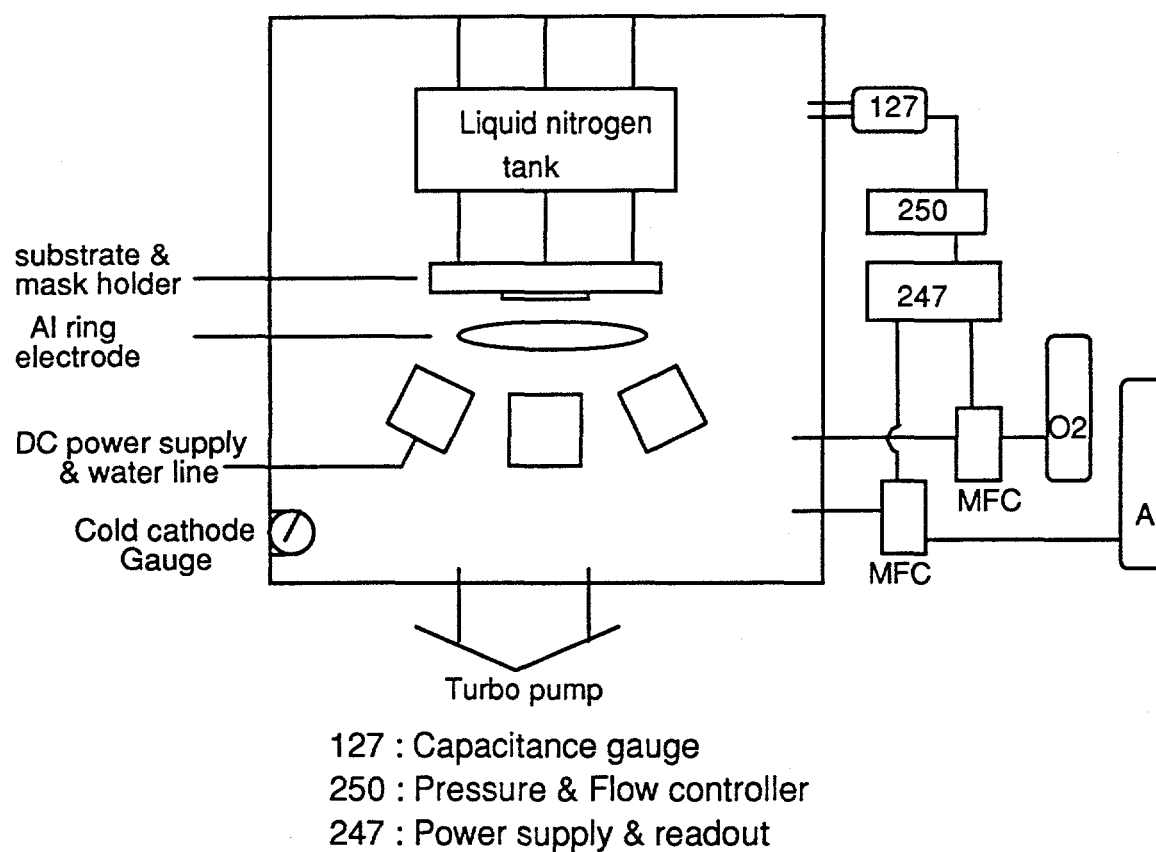 Liquid nitrogen
tank
127
250
247
substrate &
mask holder
Al ring
electrode
DC power supply
& water line
Cold cathode
Gauge
O2
MFC
A
MFC
Turbo pump
127 : Capacitance gauge
250 : Pressure & Flow controller
247 : Power supply & readout